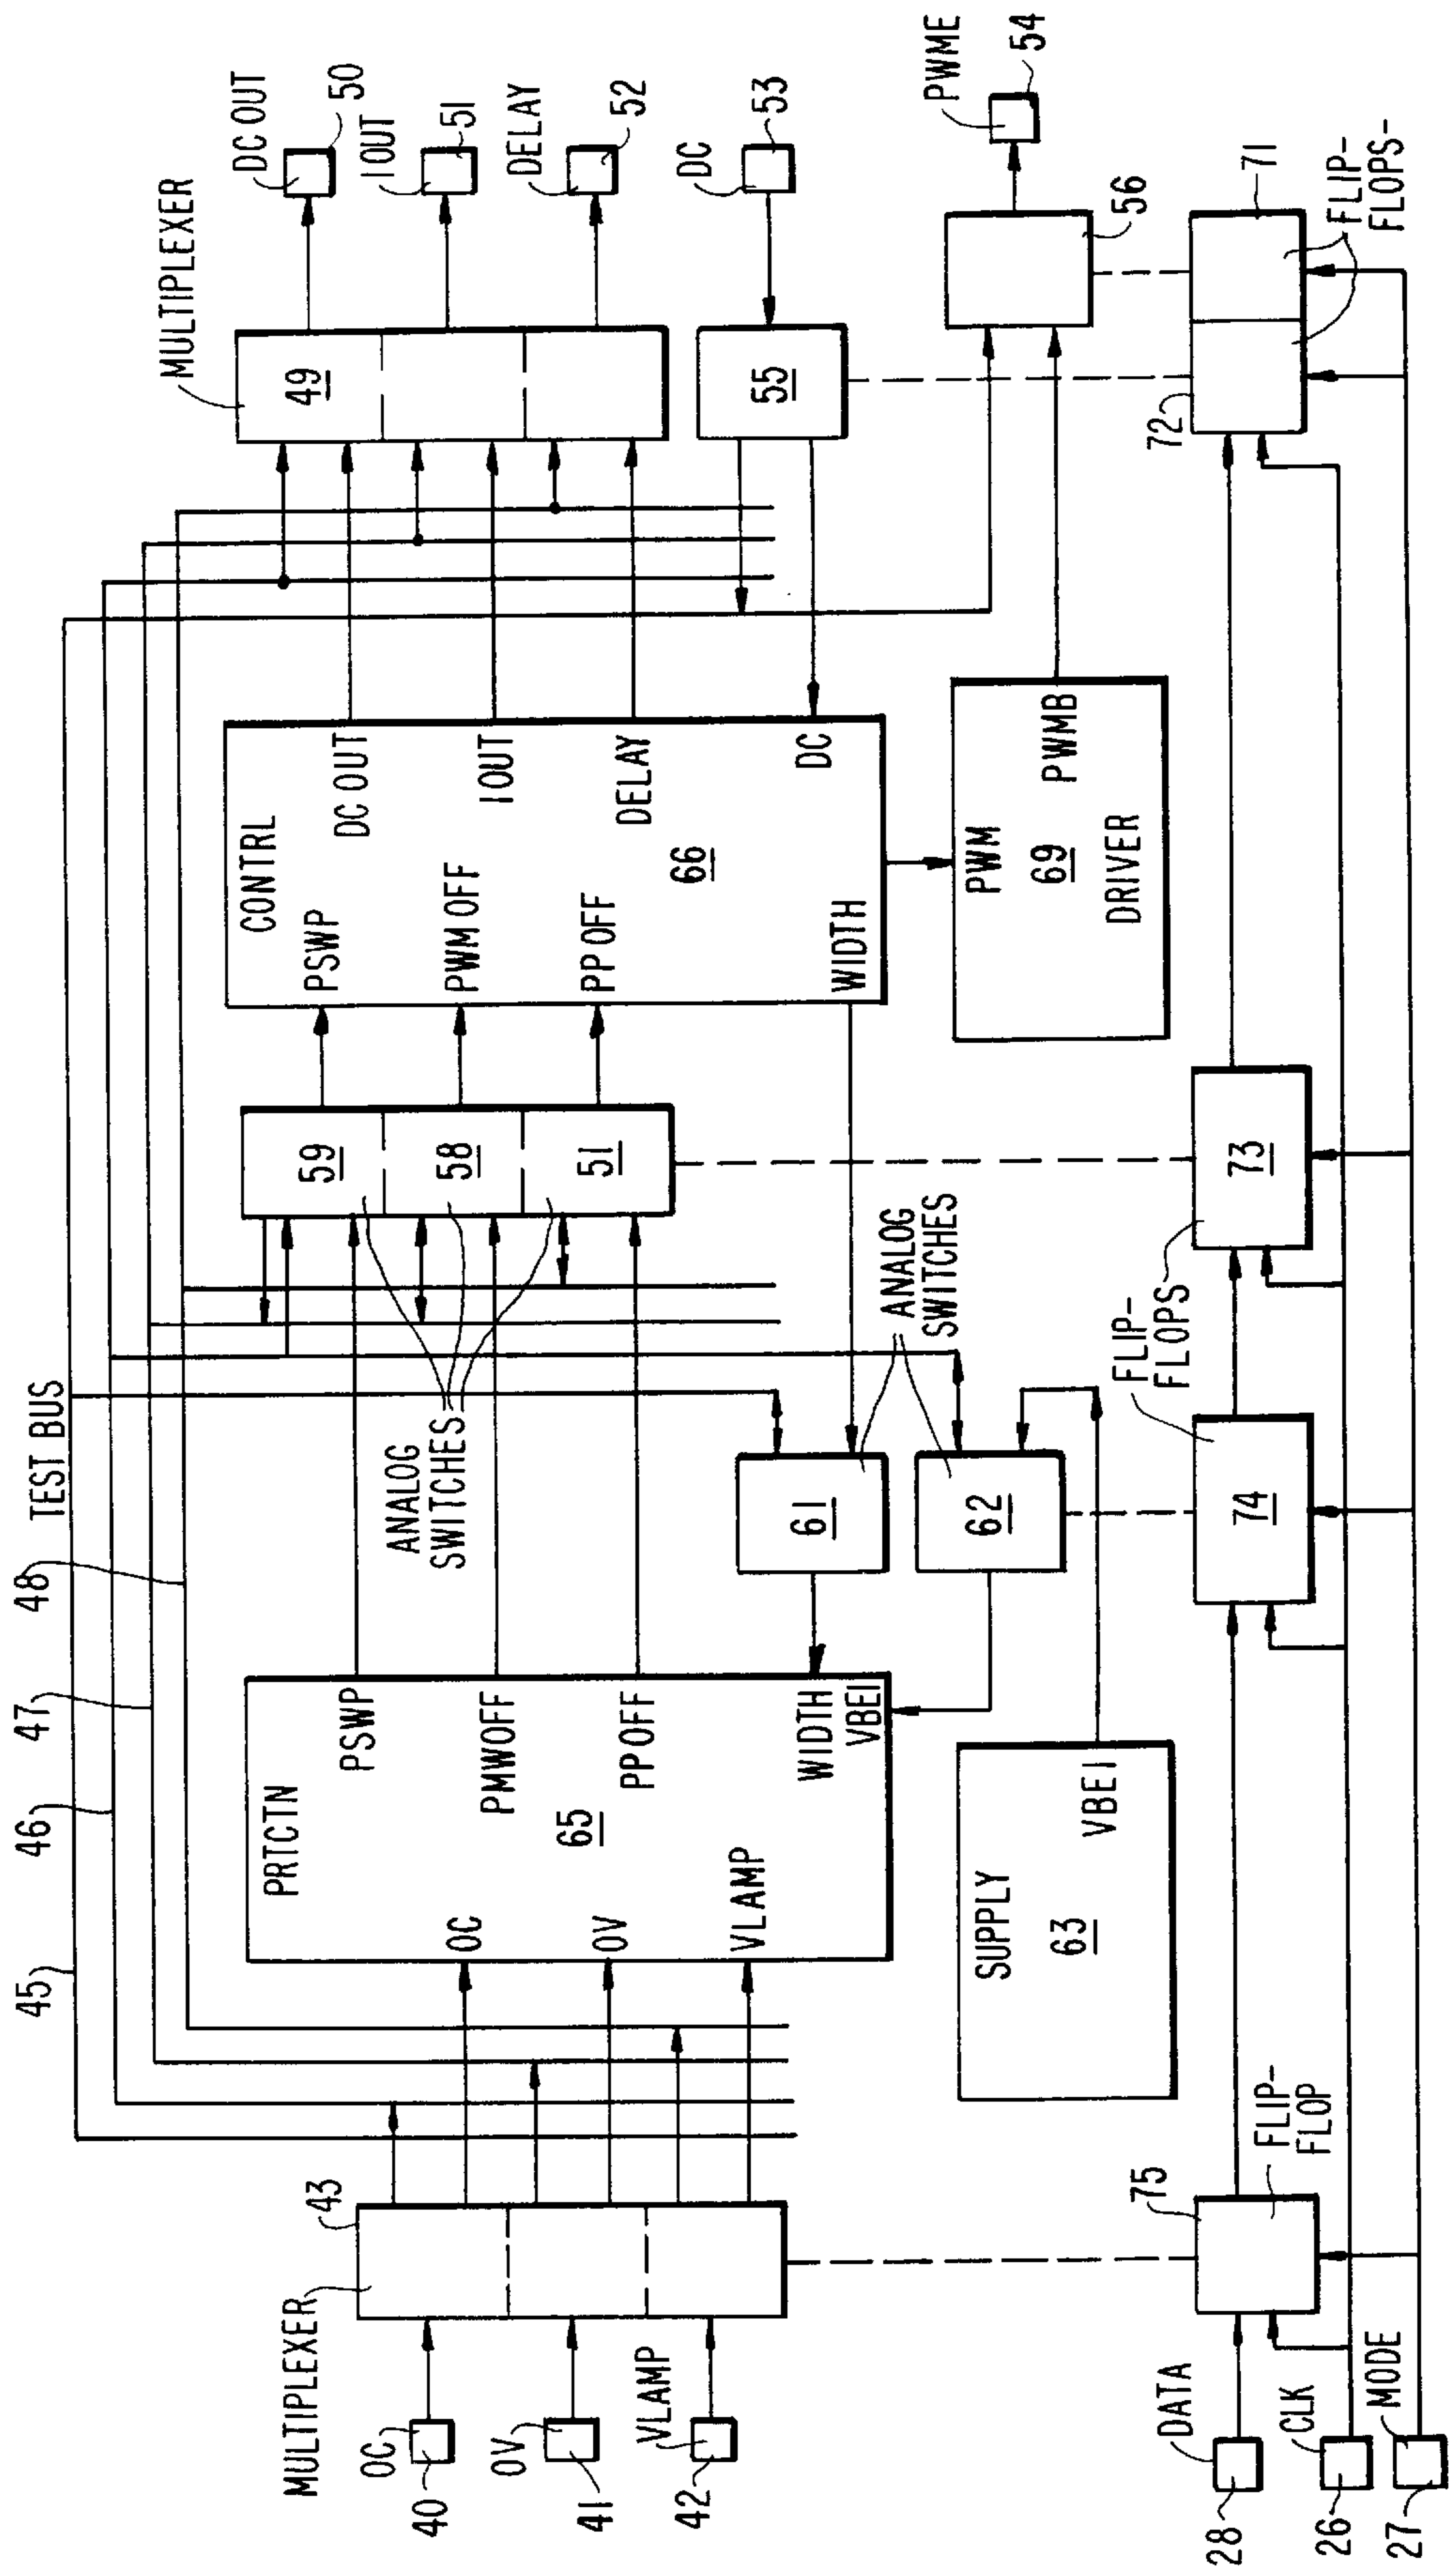 TEST BUS
45
46
47
48
MULTIPLEXER
43
OC
40
OV
41
VLAMP
42
PRTCTN
OC
OV
VLAMP
65
PSWP
PMWOFF
PP OFF
WIDTH
VBEI
SUPPLY
63
VBEI
ANALOG
SWITCHES
61
62
ANALOG
SWITCHES
59
58
51
CONTRL
PSWP
PWM OFF
PP OFF
WIDTH
66
DC OUT
IOUT
DELAY
DC
PWM
69
DRIVER
PWMB
MULTIPLEXER
49
55
56
DC OUT
50
IOUT
51
DELAY
52
DC
53
PWME
54
DATA
28
CLK
26
MODE
27
75
FLIP-
FLOP
74
FLIP-
FLOPS
73
72
71
FLIP-
FLOPS-